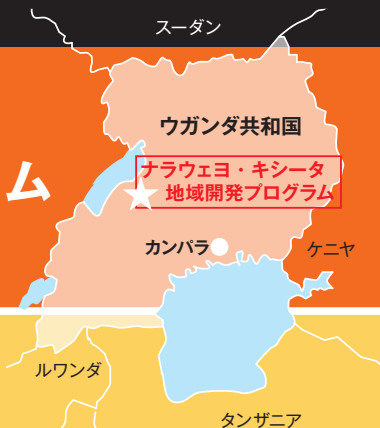 スーダン
ウガンダ共和国
ム
ナラウェヨ・キシータ
地域開発プログラム
カンパラ
ケニヤ
ルワンダ
タンザニア